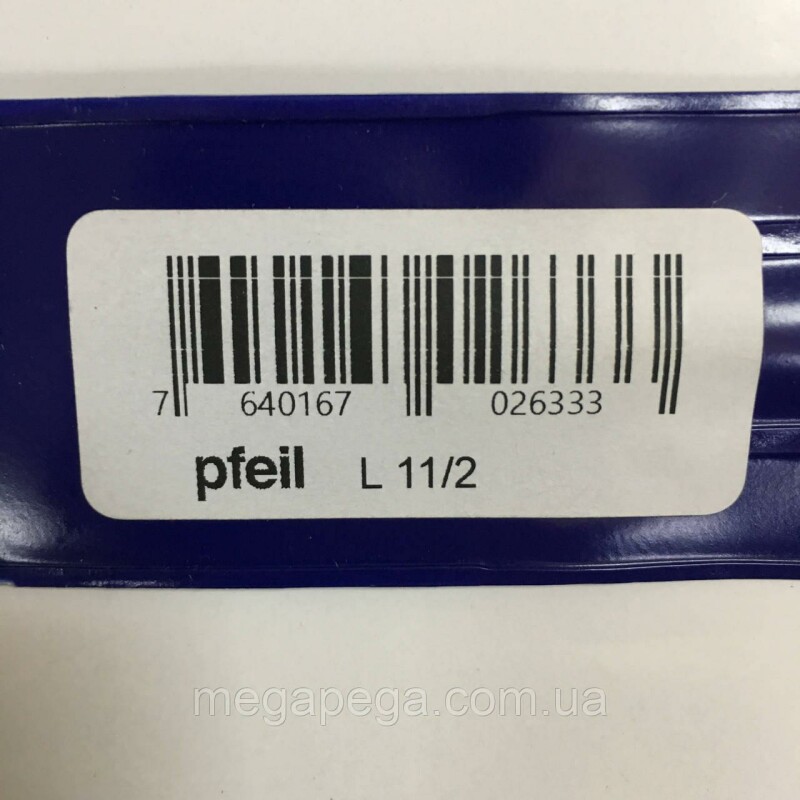 7 640167 026333
pfeil L 11/2
megapega.com.ua